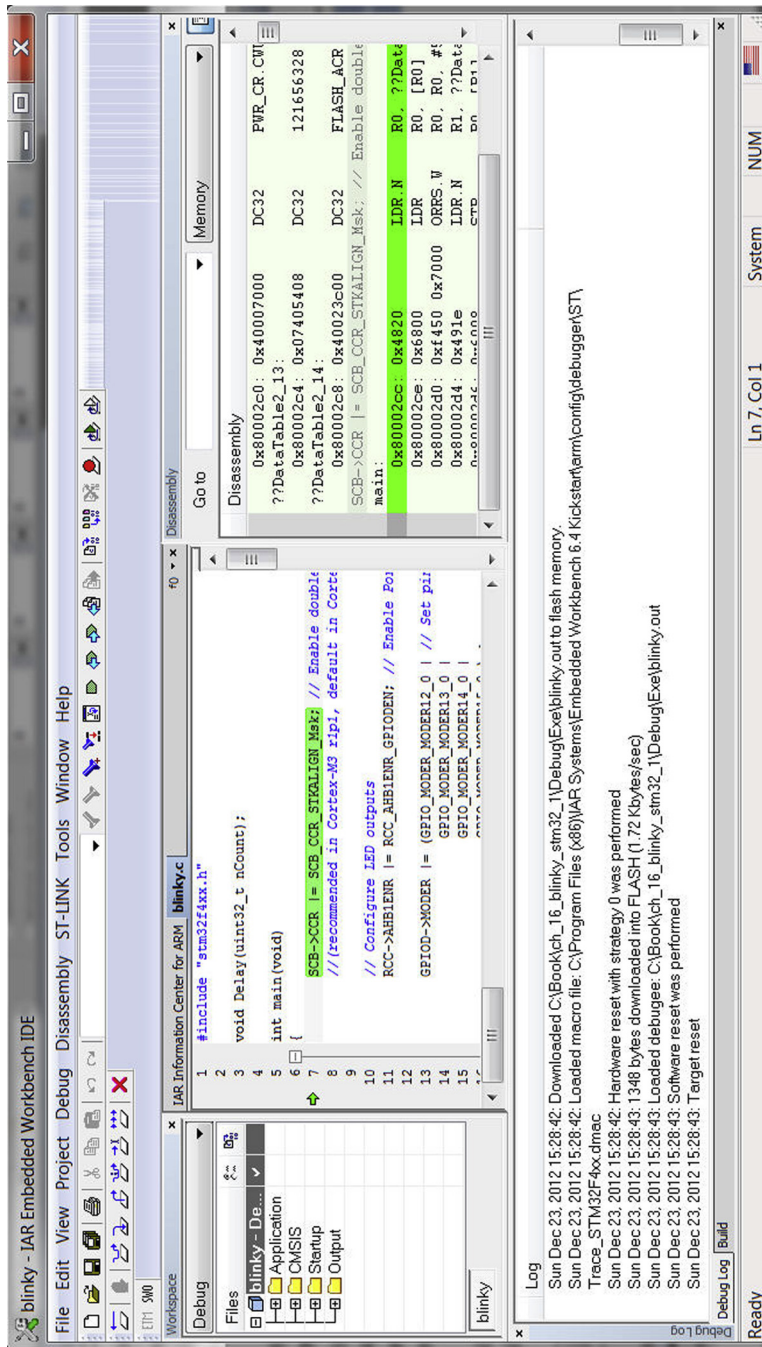 blinky - IAR Embedded Workbench IDE
File Edit View Project Debug Disassembly ST-LINK Tools Window Help
ETM SWO
Workspace
Debug
Files
blinky - De...
Application
CMSIS
Startup
Output
blinky
IAR Information Center for ARM blinky.c
f0
1 #include "stm32f4xx.h"
2
3 void Delay(uint32_t nCount);
4
5 int main(void)
6 {
7 SCB->CCR |= SCB_CCR_STKALIGN_Msk; // Enable double
8 //(recommended in Cortex-M3 r1p1, default in Corte
9
10 // Configure LED outputs
11 RCC->AHB1ENR |= RCC_AHB1ENR_GPIODEN; // Enable Por
12
13 GPIOD->MODER |= (GPIO_MODER_MODER12_0 | // Set pin
14 GPIO_MODER_MODER13_0 |
15 GPIO_MODER_MODER14_0 |
Disassembly
Go to Memory
Disassembly
0x80002c0: 0x40007000 DC32 PWR_CR.CWU
??DataTable2_13:
0x80002c4: 0x07405408 DC32 121656328
??DataTable2_14:
0x80002c8: 0x40023c00 DC32 FLASH_ACR
SCB->CCR |= SCB_CCR_STKALIGN_Msk; // Enable double
main:
0x80002cc: 0x4820 LDR.N R0, ??Data
0x80002ce: 0x6800 LDR R0, [R0]
0x80002d0: 0xf450 0x7000 ORRS.W R0, R0, #5
0x80002d4: 0x491e LDR.N R1, ??Data
Log
Sun Dec 23, 2012 15:28:42: Downloaded C:\Book\ch_16_blinky_stm32_1\Debug\Exe\blinky.out to flash memory.
Sun Dec 23, 2012 15:28:42: Loaded macro file: C:\Program Files (x86)\IAR Systems\Embedded Workbench 6.4 Kickstart\arm\config\debugger\ST\
Trace_STM32F4xx.dmac
Sun Dec 23, 2012 15:28:42: Hardware reset with strategy 0 was performed
Sun Dec 23, 2012 15:28:43: 1348 bytes downloaded into FLASH (1.72 Kbytes/sec)
Sun Dec 23, 2012 15:28:43: Loaded debugee: C:\Book\ch_16_blinky_stm32_1\Debug\Exe\blinky.out
Sun Dec 23, 2012 15:28:43: Software reset was performed
Sun Dec 23, 2012 15:28:43: Target reset
Debug Log
Debug Log Build
Ready
Ln 7, Col 1
System
NUM